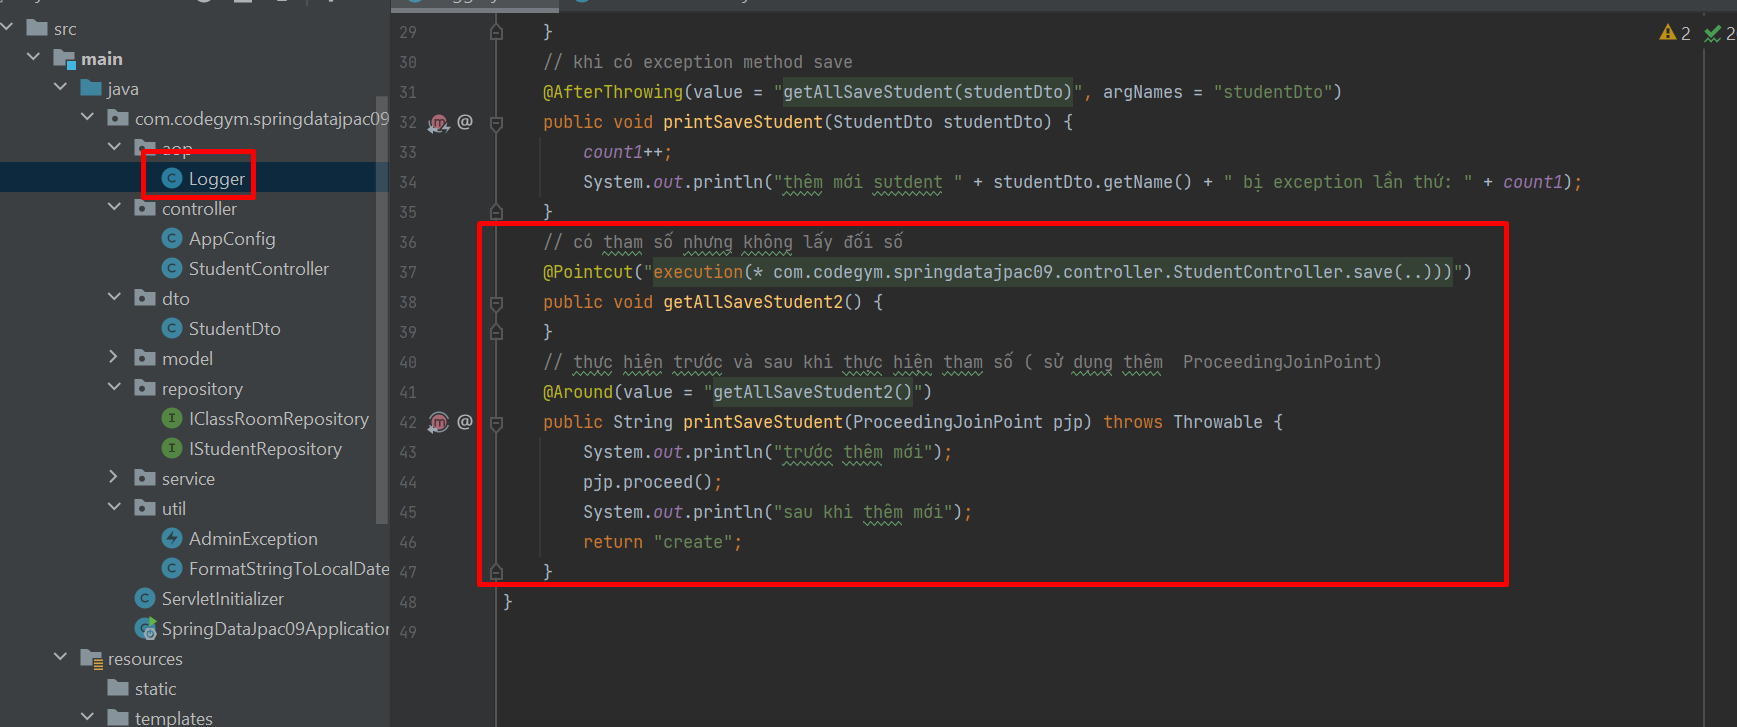 src
main
java
com.codegym.springdatajpac09
aop
Logger
controller
AppConfig
StudentController
dto
StudentDto
model
repository
IClassRoomRepository
IStudentRepository
service
util
AdminException
FormatStringToLocalDate
ServletInitializer
SpringDataJpac09Application
resources
static
templates
2
2
29 }
30 // khi có exception method save
31 @AfterThrowing(value = "getAllSaveStudent(studentDto)", argNames = "studentDto")
32 @ public void printSaveStudent(StudentDto studentDto) {
33 count1++;
34 System.out.println("thêm mới sutdent " + studentDto.getName() + " bị exception lần thứ: " + count1);
35 }
36 // có tham số nhưng không lấy đối số
37 @Pointcut("execution(* com.codegym.springdatajpac09.controller.StudentController.save(..)))")
38 public void getAllSaveStudent2() {
39 }
40 // thực hiện trước và sau khi thực hiện tham số ( sử dụng thêm  ProceedingJoinPoint)
41 @Around(value = "getAllSaveStudent2()")
42 @ public String printSaveStudent(ProceedingJoinPoint pjp) throws Throwable {
43 System.out.println("trước thêm mới");
44 pjp.proceed();
45 System.out.println("sau khi thêm mới");
46 return "create";
47 }
48 }
49